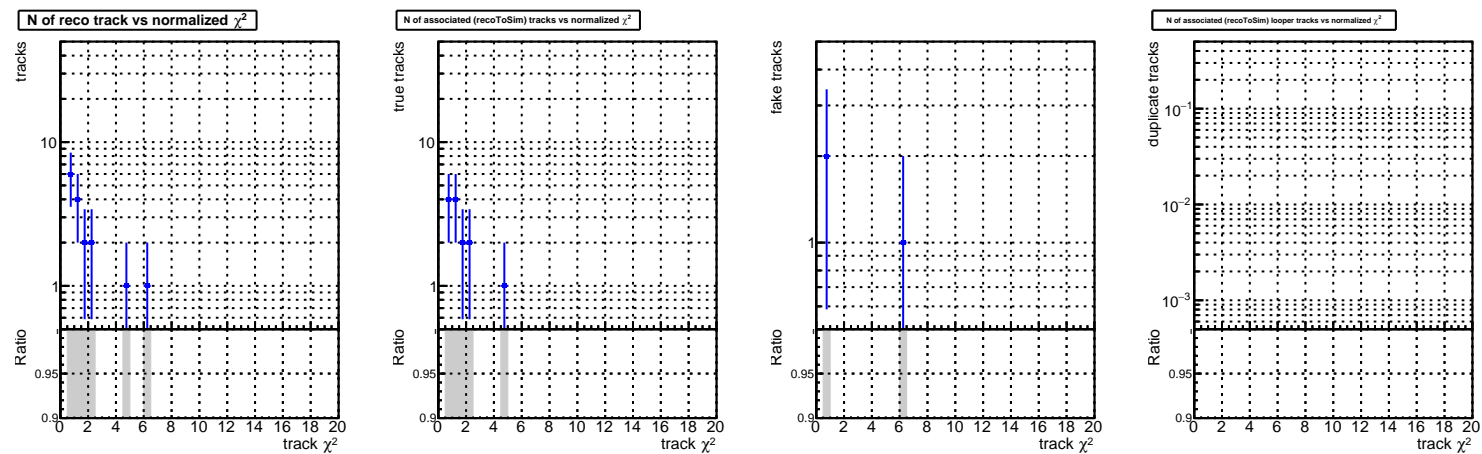 N of reco track vs normalized χ²
tracks
10
1
Ratio
0.95
0.9
0 2 4 6 8 10 12 14 16 18 20
track χ²
N of associated (recoToSim) tracks vs normalized χ²
true tracks
10
1
Ratio
0.95
0.9
0 2 4 6 8 10 12 14 16 18 20
track χ²
fake tracks
1
Ratio
0.95
0.9
0 2 4 6 8 10 12 14 16 18 20
track χ²
N of associated (recoToSim) looper tracks vs normalized χ²
duplicate tracks
10⁻¹
10⁻²
10⁻³
Ratio
0.95
0.9
0 2 4 6 8 10 12 14 16 18 20
track χ²